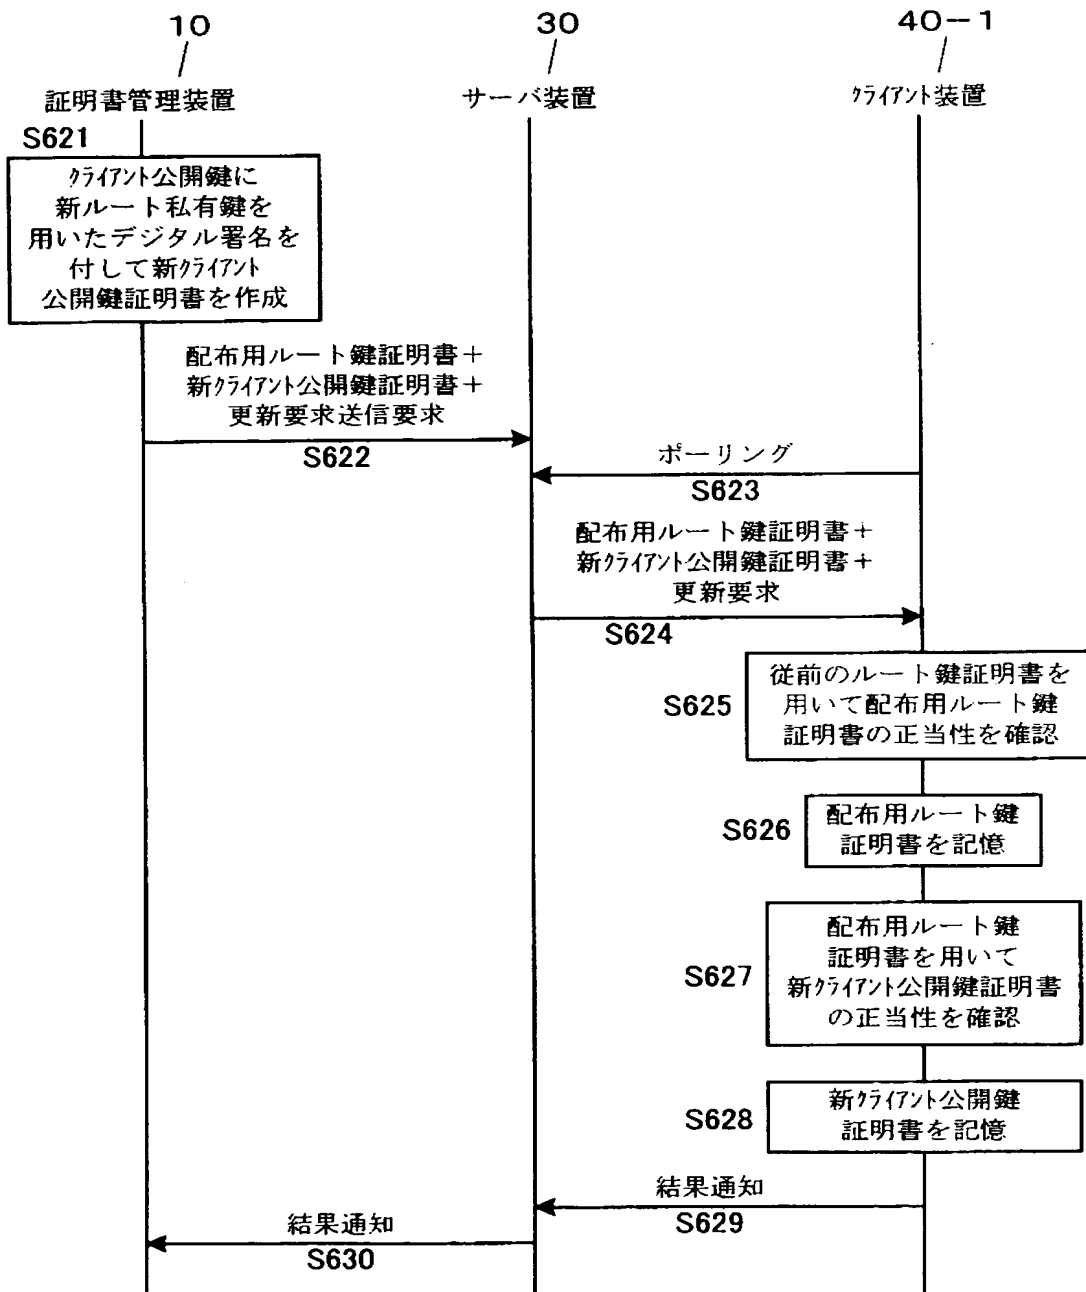 10
30
40-1
証明書管理装置
サーバ装置
ｸﾗｲｱﾝﾄ装置
S621
ｸﾗｲｱﾝﾄ公開鍵に
新ルート私有鍵を
用いたデジタル署名を
付して新ｸﾗｲｱﾝﾄ
公開鍵証明書を作成
配布用ルート鍵証明書＋
新ｸﾗｲｱﾝﾄ公開鍵証明書＋
更新要求送信要求
S622
ポーリング
S623
配布用ルート鍵証明書＋
新ｸﾗｲｱﾝﾄ公開鍵証明書＋
更新要求
S624
S625
従前のルート鍵証明書を
用いて配布用ルート鍵
証明書の正当性を確認
S626
配布用ルート鍵
証明書を記憶
S627
配布用ルート鍵
証明書を用いて
新ｸﾗｲｱﾝﾄ公開鍵証明書
の正当性を確認
S628
新ｸﾗｲｱﾝﾄ公開鍵
証明書を記憶
結果通知
S629
結果通知
S630